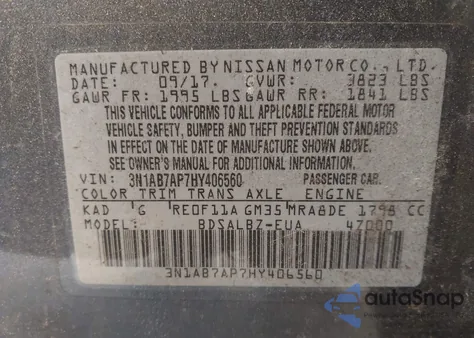 MANUFACTURED BY NISSAN MOTOR CO., LTD.
DATE: 09/17. GVWR: 3823 LBS
GAWR FR: 1995 LBS GAWR RR: 1841 LBS
THIS VEHICLE CONFORMS TO ALL APPLICABLE FEDERAL MOTOR
VEHICLE SAFETY, BUMPER AND THEFT PREVENTION STANDARDS
IN EFFECT ON THE DATE OF MANUFACTURE SHOWN ABOVE.
SEE OWNER'S MANUAL FOR ADDITIONAL INFORMATION.
VIN: 3N1AB7AP7HY406560 PASSENGER CAR.
COLOR TRIM TRANS AXLE ENGINE
KAD G RE0F11A GM35 MRA8DE 1798 CC
BDSALBZ-EUA 47000
3N1AB7AP7HY406560
autoSnap